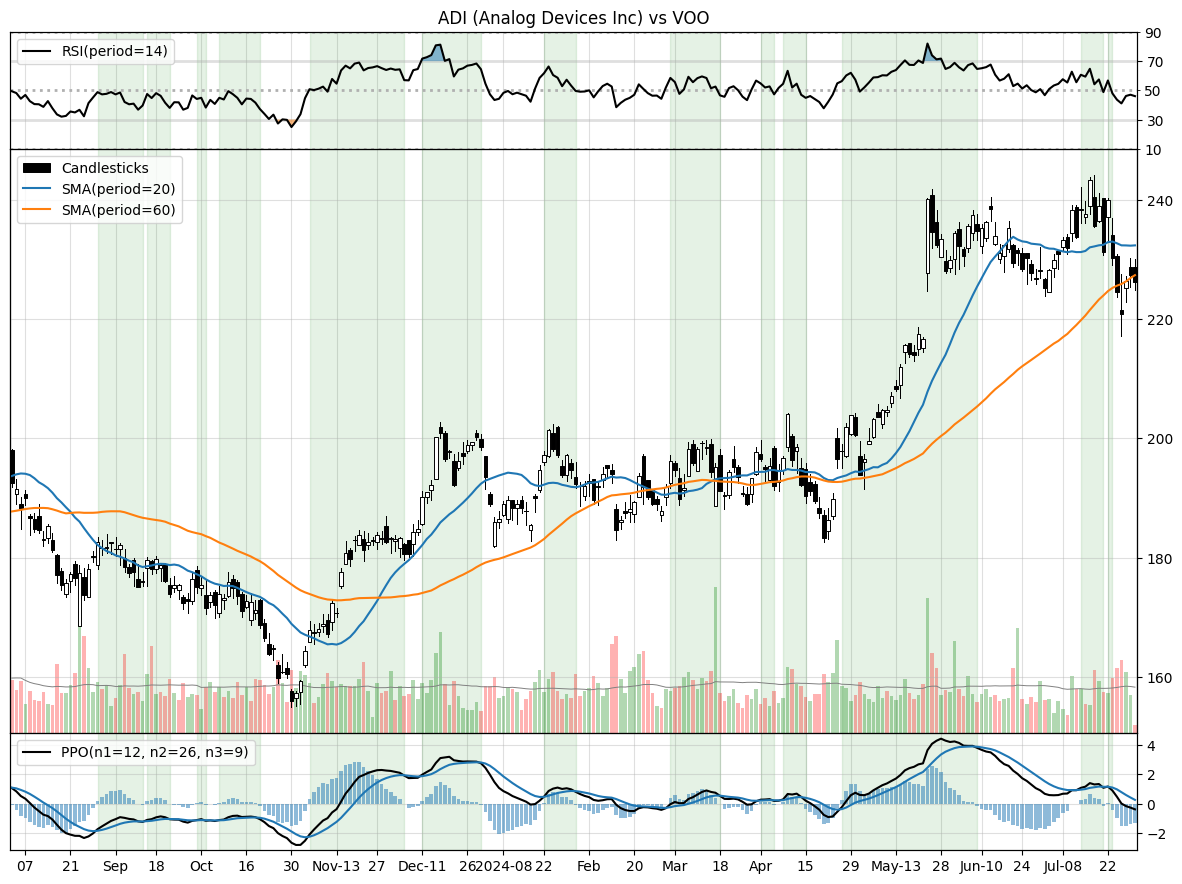 ADI (Analog Devices Inc) vs VOO
RSI(period=14)
90
70
50
30
10
Candlesticks
SMA(period=20)
SMA(period=60)
240
220
200
180
160
PPO(n1=12, n2=26, n3=9)
4
2
0
−2
07 21 Sep 18 Oct 16 30 Nov-13 27 Dec-11 26 2024-08 22 Feb 20 Mar 18 Apr 15 29 May-13 28 Jun-10 24 Jul-08 22